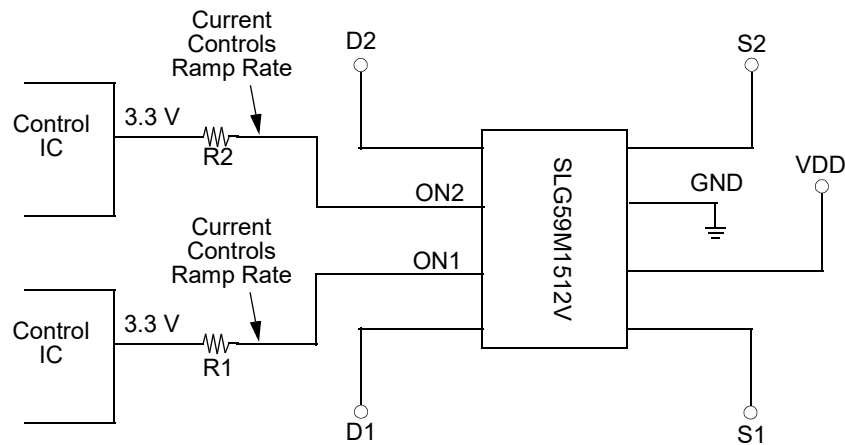 Current
Controls
Ramp Rate
D2
S2
Control
IC
3.3 V
R2
VDD
GND
ON2
SLG59M1512V
Current
Controls
Ramp Rate
ON1
Control
IC
3.3 V
R1
D1
S1